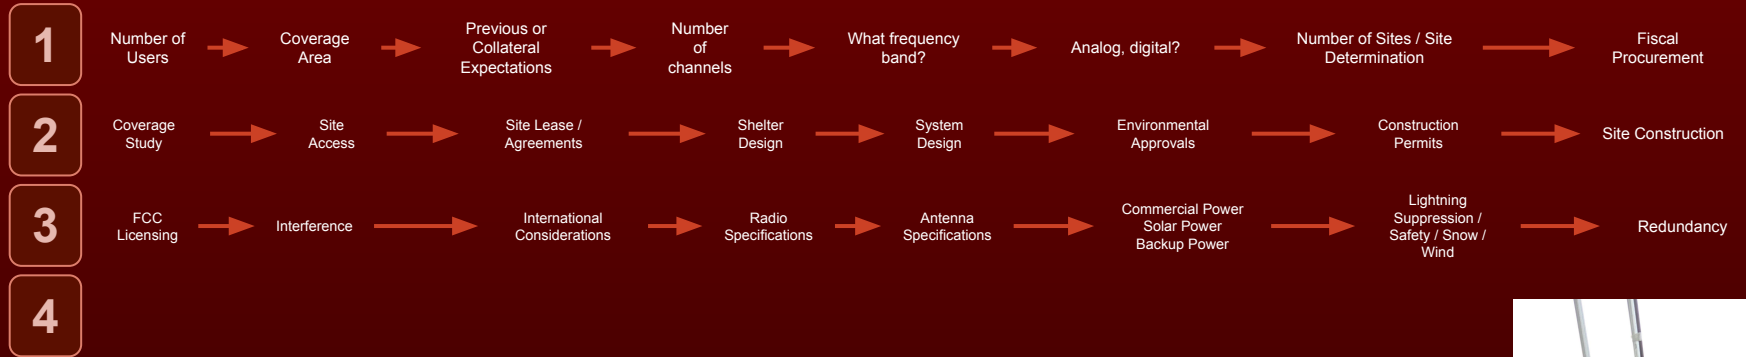 1
Number of
Users
Coverage
Area
Previous or
Collateral
Expectations
Number
of
channels
What frequency
band?
Analog, digital?
Number of Sites / Site
Determination
Fiscal
Procurement
2
Coverage
Study
Site
Access
Site Lease /
Agreements
Shelter
Design
System
Design
Environmental
Approvals
Construction
Permits
Site Construction
3
FCC
Licensing
Interference
International
Considerations
Radio
Specifications
Antenna
Specifications
Commercial Power
Solar Power
Backup Power
Lightning
Suppression /
Safety / Snow /
Wind
Redundancy
4